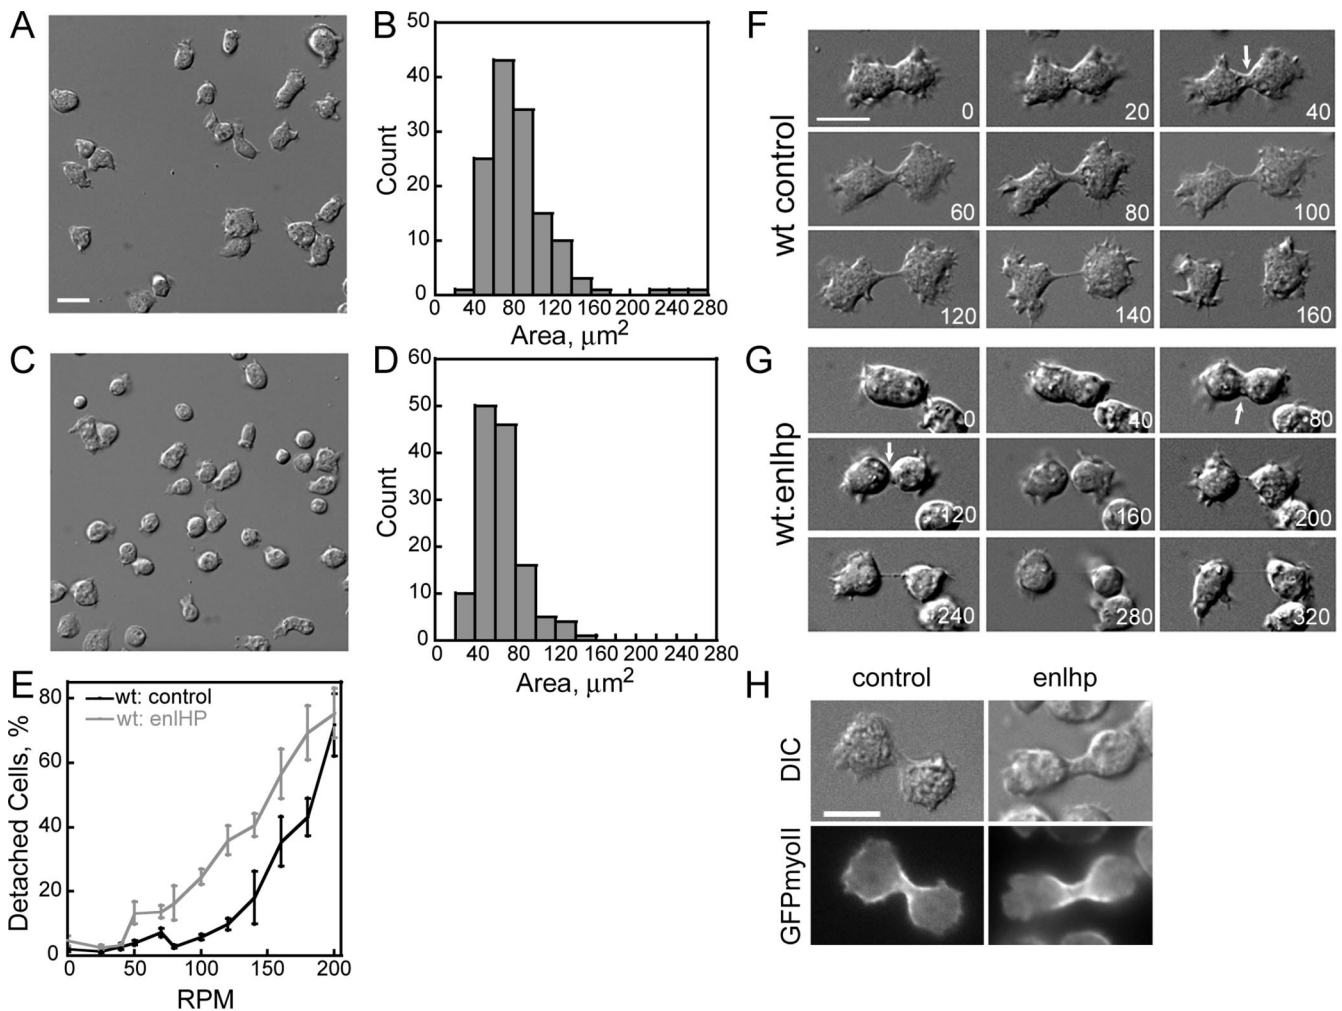 A
B
50
40
30
20
10
0
Count
0 40 80 120 160 200 240 280
Area, μm2
C
D
60
50
40
30
20
10
0
Count
0 40 80 120 160 200 240 280
Area, μm2
E
wt: control
wt: enlHP
80
60
40
20
0
Detached Cells, %
0 50 100 150 200
RPM
F
wt control
0 20 40
60 80 100
120 140 160
G
wt:enlhp
0 40 80
120 160 200
240 280 320
H
control enlhp
DIC
GFPmyoII